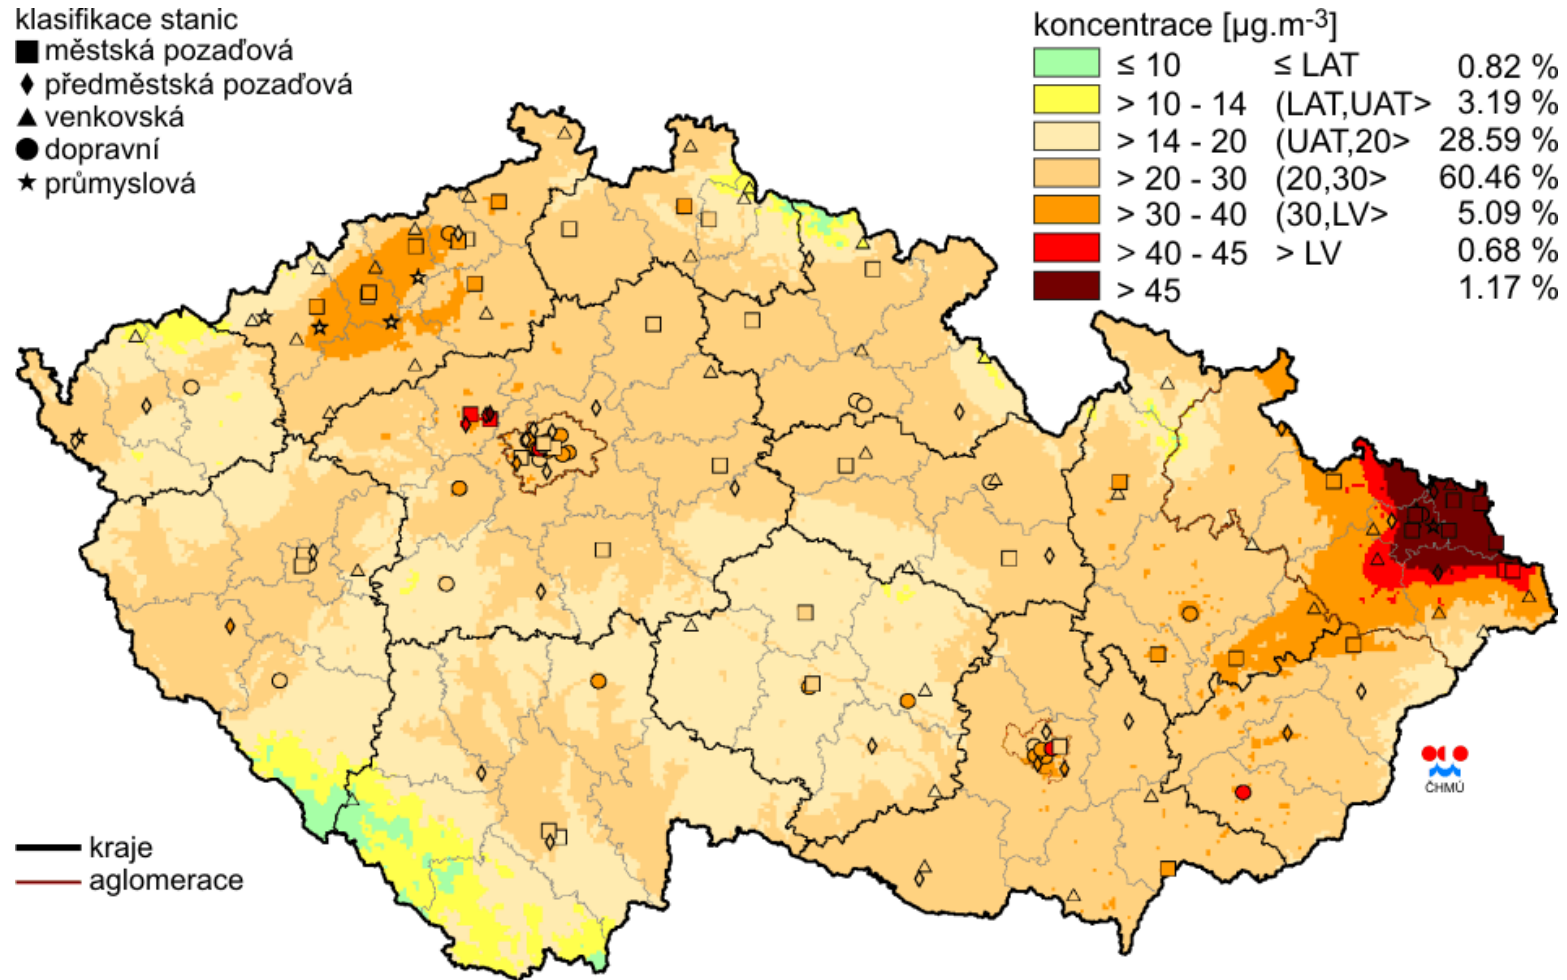 klasifikace stanic
městská pozaďová
předměstská pozaďová
venkovská
dopravní
průmyslová
koncentrace [µg.m-3]
≤ 10 ≤ LAT 0.82 %
> 10 - 14 (LAT,UAT> 3.19 %
> 14 - 20 (UAT,20> 28.59 %
> 20 - 30 (20,30> 60.46 %
> 30 - 40 (30,LV> 5.09 %
> 40 - 45 > LV 0.68 %
> 45 1.17 %
ČHMÚ
kraje
aglomerace